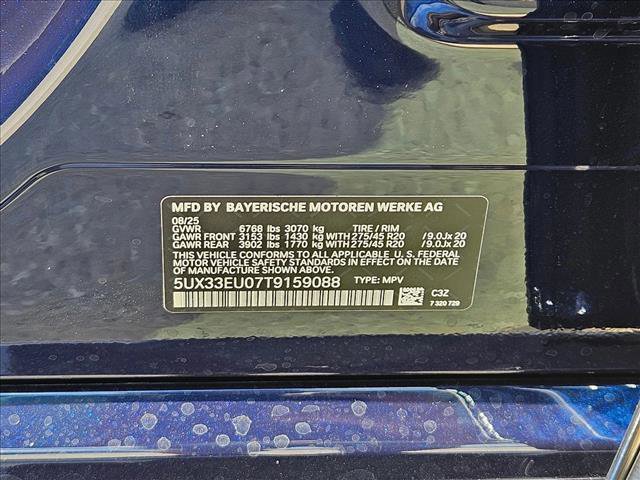 MFD BY BAYERISCHE MOTOREN WERKE AG
08/25
GVWR 6768 lbs 3070 kg TIRE / RIM
GAWR FRONT 3153 lbs 1430 kg WITH 275/45 R20 /9.0Jx 20
GAWR REAR 3902 lbs 1770 kg WITH 275/45 R20 /9.0Jx 20
THIS VEHICLE CONFORMS TO ALL APPLICABLE U. S. FEDERAL
MOTOR VEHICLE SAFETY STANDARDS IN EFFECT ON THE DATE
OF MANUFACTURE SHOWN ABOVE.
5UX33EU07T9159088 TYPE: MPV
C3Z
7 320 729